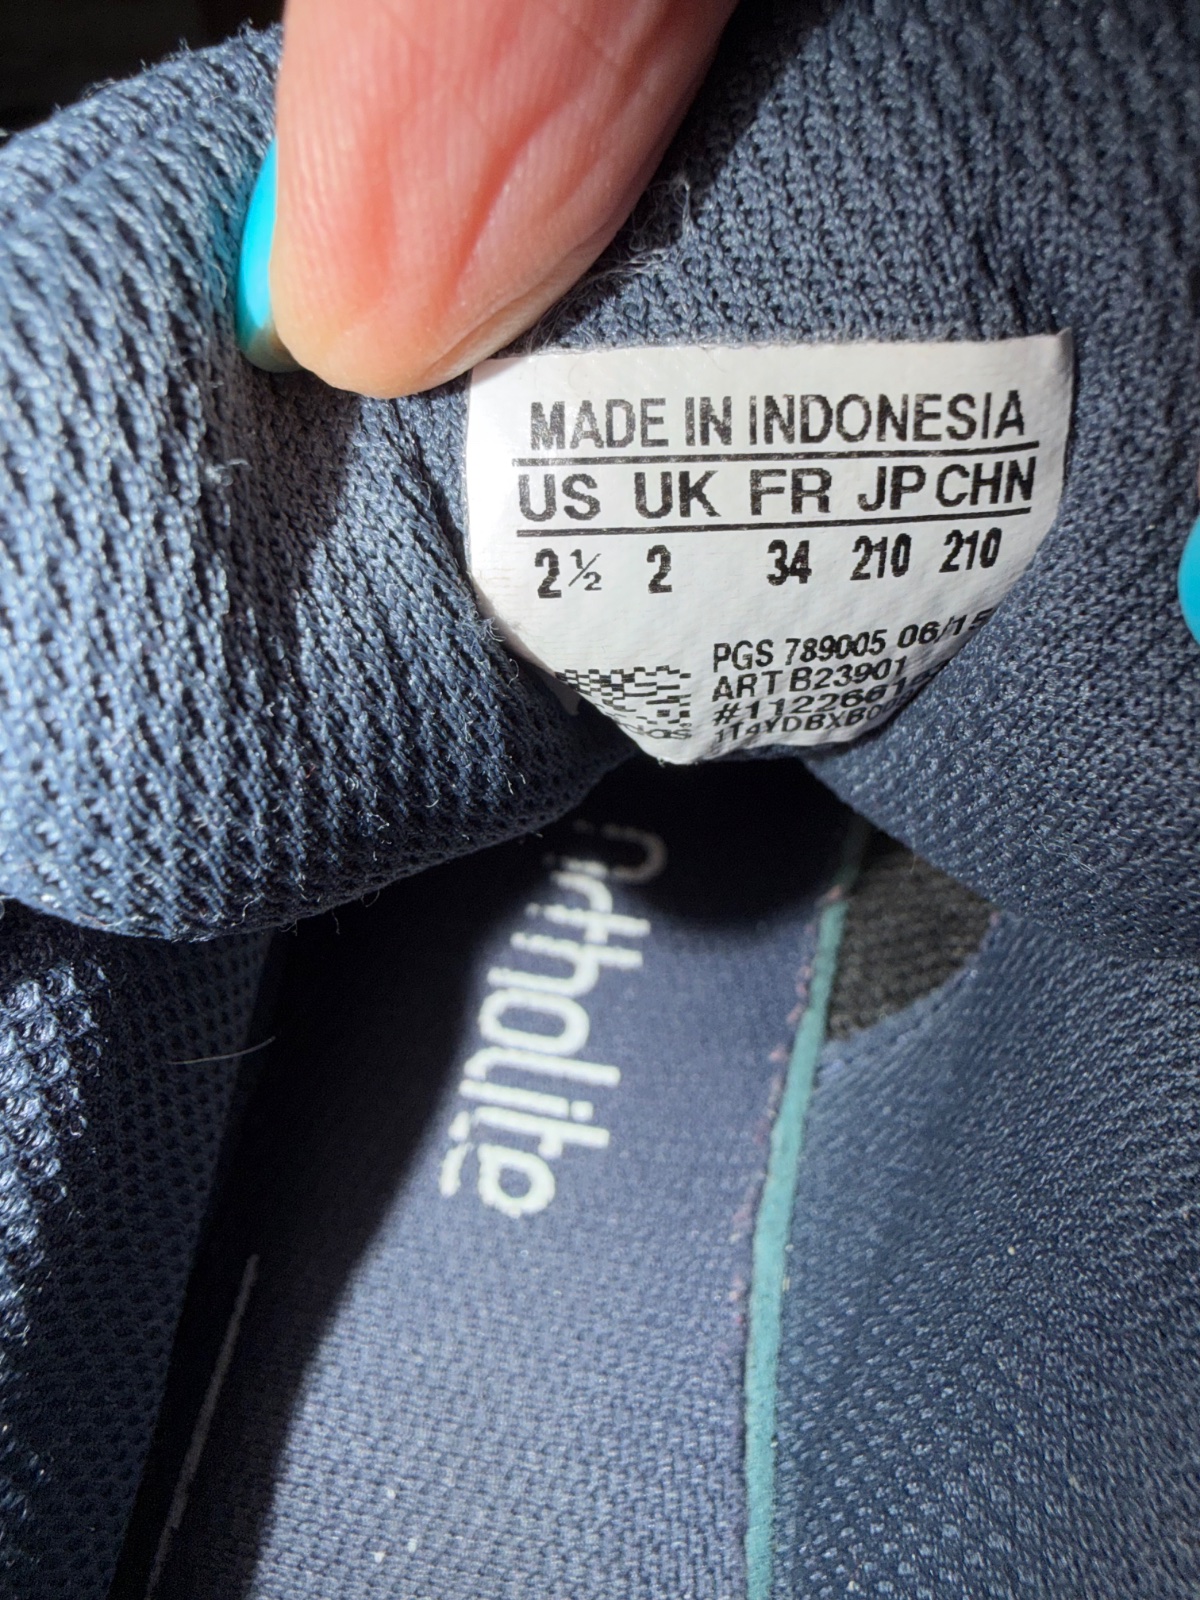 MADE IN INDONESIA
US UK FR JP CHN
2½ 2 34 210 210
PGS 789005 06/15
ART B23901
Ortholite